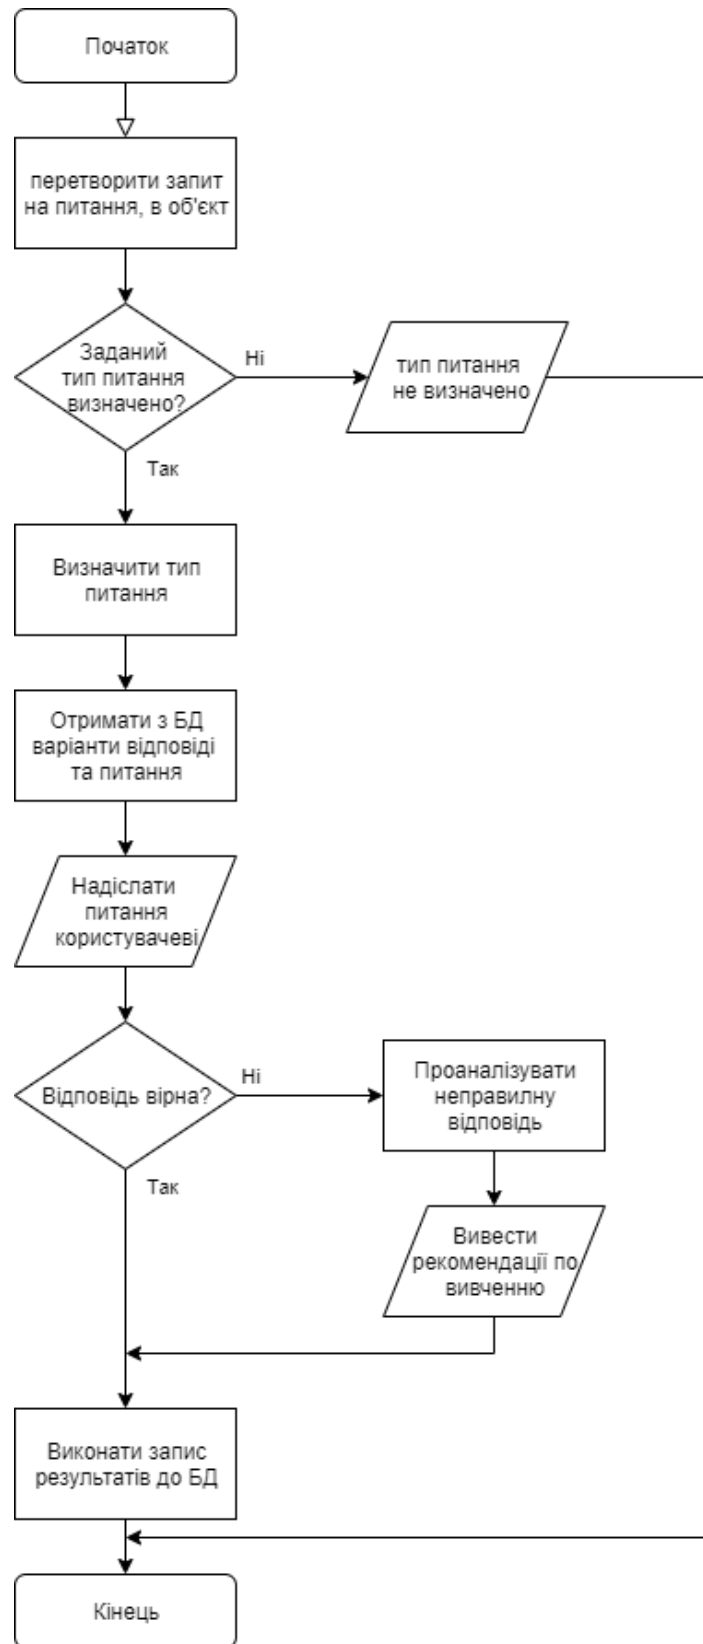 Початок
перетворити запит
на питання, в об'єкт
Заданий
тип питання
визначено?
Ні
тип питання
не визначено
Так
Визначити тип
питання
Отримати з БД
варіанти відповіді
та питання
Надіслати
питання
користувачеві
Відповідь вірна?
Ні
Проаналізувати
неправилну
відповідь
Так
Вивести
рекомендації по
вивченню
Виконати запис
результатів до БД
Кінець